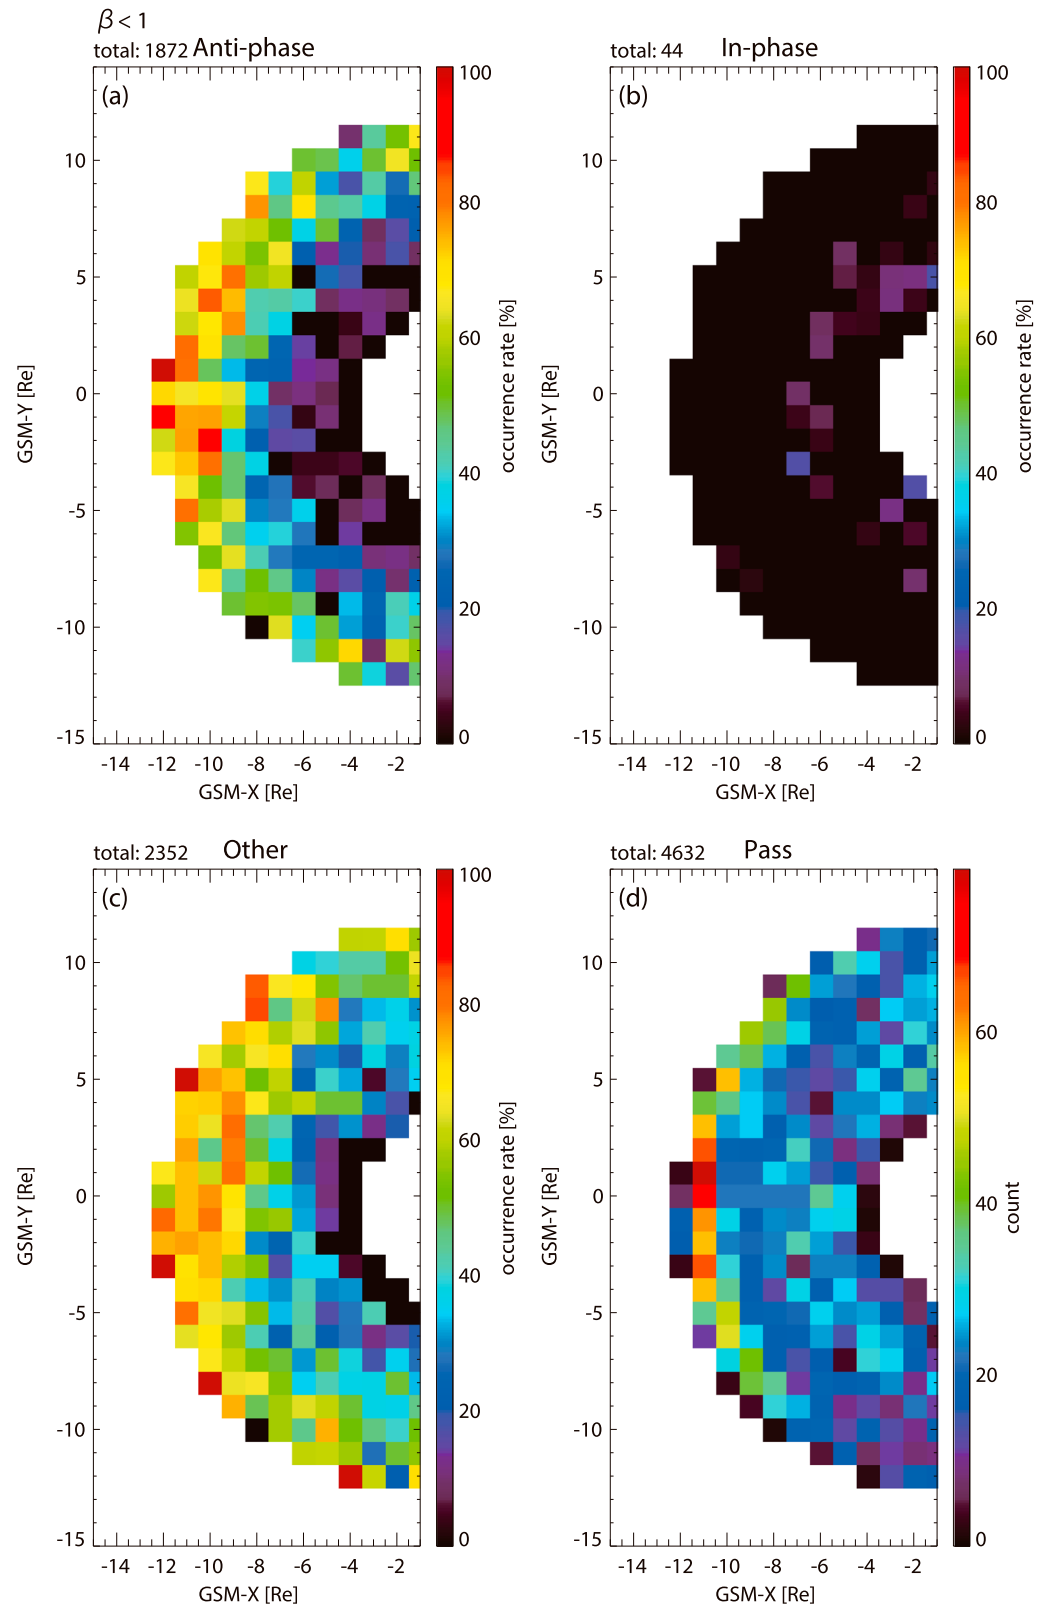 β < 1
total: 1872 Anti-phase
(a)
10
5
0
-5
-10
-15
GSM-Y [Re]
-14 -12 -10 -8 -6 -4 -2
GSM-X [Re]
100
80
60
40
20
0
occurrence rate [%]
total: 44 In-phase
(b)
10
5
0
-5
-10
-15
GSM-Y [Re]
-14 -12 -10 -8 -6 -4 -2
GSM-X [Re]
100
80
60
40
20
0
occurrence rate [%]
total: 2352 Other
(c)
10
5
0
-5
-10
-15
GSM-Y [Re]
-14 -12 -10 -8 -6 -4 -2
GSM-X [Re]
100
80
60
40
20
0
occurrence rate [%]
total: 4632 Pass
(d)
10
5
0
-5
-10
-15
GSM-Y [Re]
-14 -12 -10 -8 -6 -4 -2
GSM-X [Re]
60
40
20
0
count